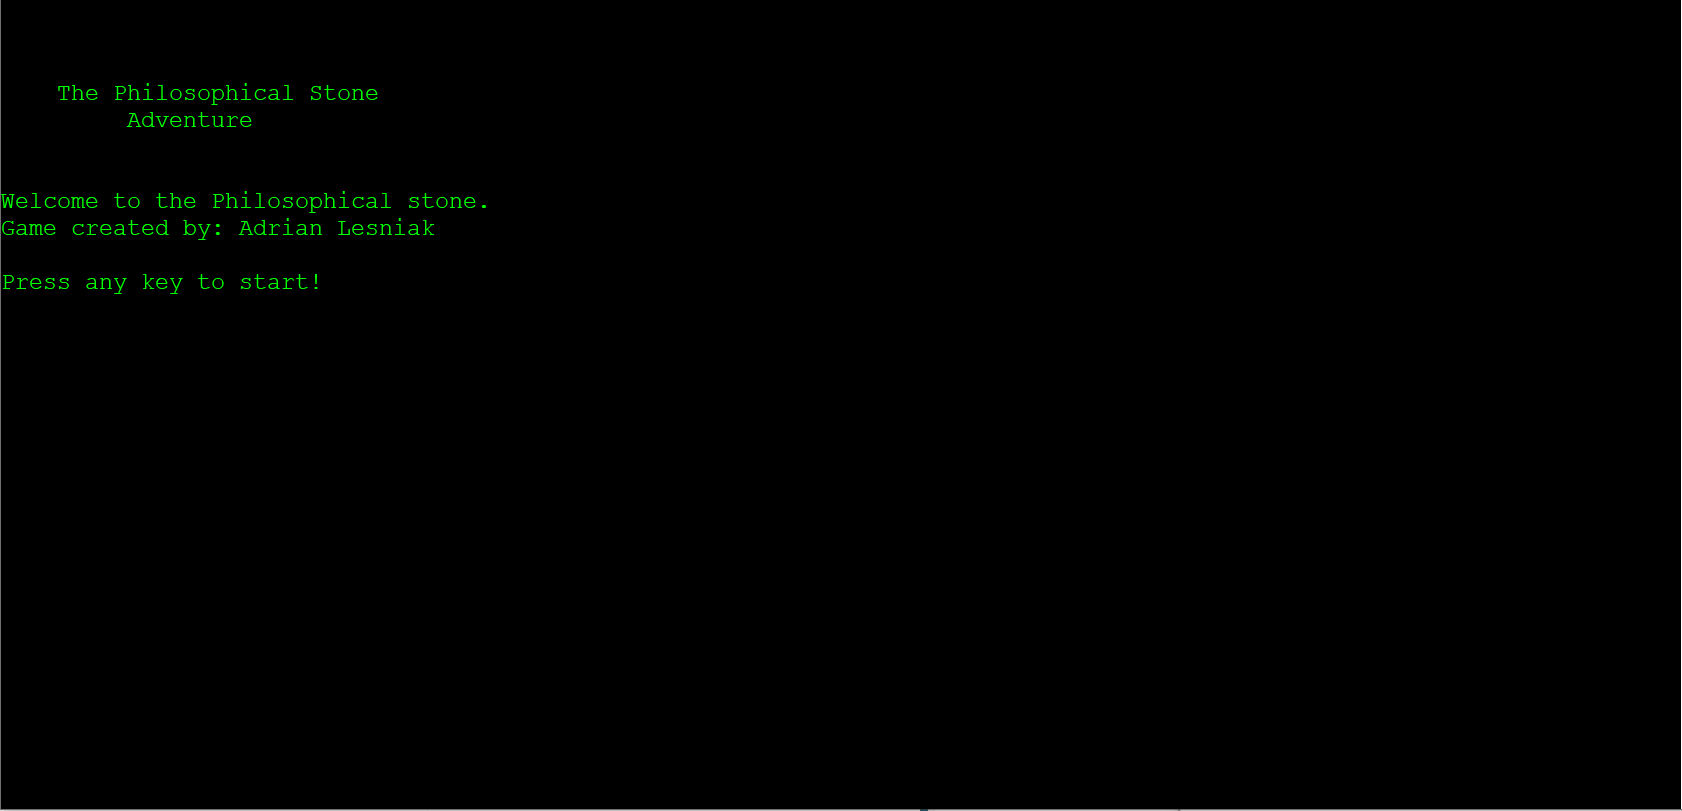 The Philosophical Stone
Adventure
Welcome to the Philosophical stone.
Game created by: Adrian Lesniak
Press any key to start!